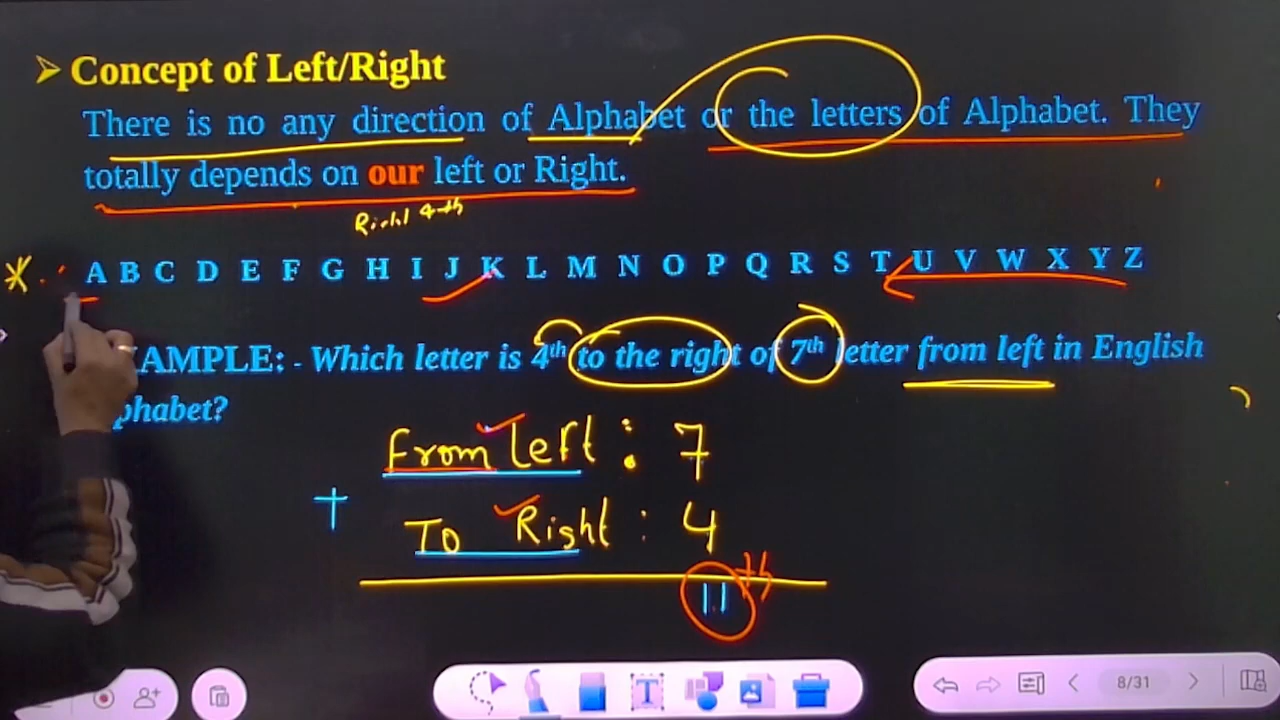 ➤ Concept of Left/Right
There is no any direction of Alphabet or the letters of Alphabet. They
totally depends on our left or Right.
Right 4th
A B C D E F G H I J K L M N O P Q R S T U V W X Y Z
AMPLE: - Which letter is 4th to the right of 7th letter from left in English
phabet?
From Left : 7
+ To Right : 4
11th
8/31